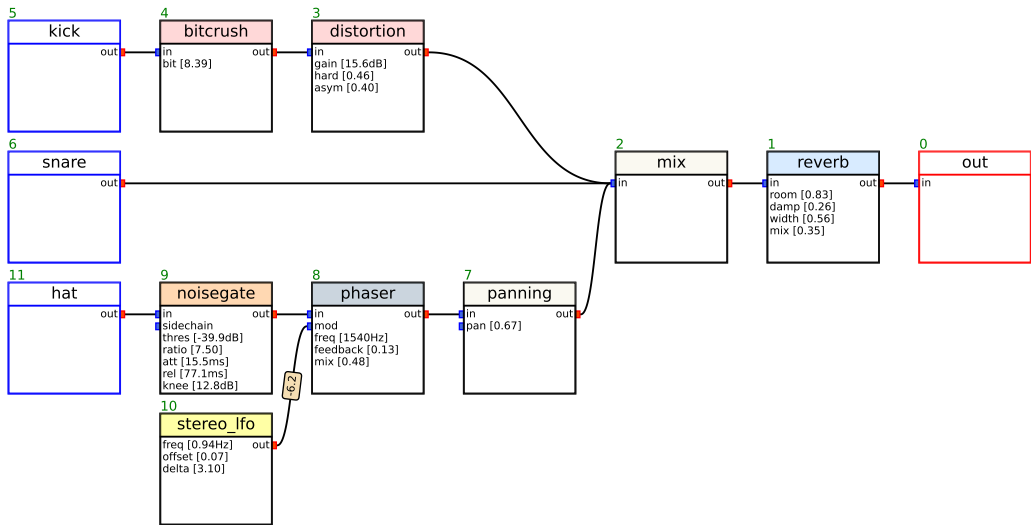 5
kick
out
4
bitcrush
in out
bit [8.39]
3
distortion
in out
gain [15.6dB]
hard [0.46]
asym [0.40]
6
snare
out
2
mix
in out
1
reverb
in out
room [0.83]
damp [0.26]
width [0.56]
mix [0.35]
0
out
in
11
hat
out
9
noisegate
in out
sidechain
thres [-39.9dB]
ratio [7.50]
att [15.5ms]
rel [77.1ms]
knee [12.8dB]
8
phaser
in out
mod
freq [1540Hz]
feedback [0.13]
mix [0.48]
7
panning
in out
pan [0.67]
-6.2
10
stereo_lfo
freq [0.94Hz] out
offset [0.07]
delta [3.10]